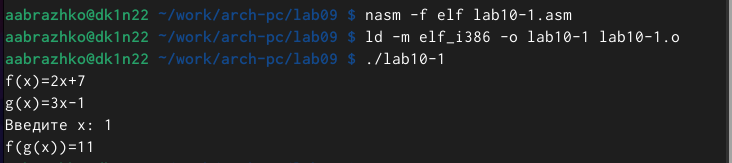 aabrazhko@dk1n22 ~/work/arch-pc/lab09 $ nasm -f elf lab10-1.asm
aabrazhko@dk1n22 ~/work/arch-pc/lab09 $ ld -m elf_i386 -o lab10-1 lab10-1.o
aabrazhko@dk1n22 ~/work/arch-pc/lab09 $ ./lab10-1
f(x)=2x+7
g(x)=3x-1
Введите x: 1
f(g(x))=11